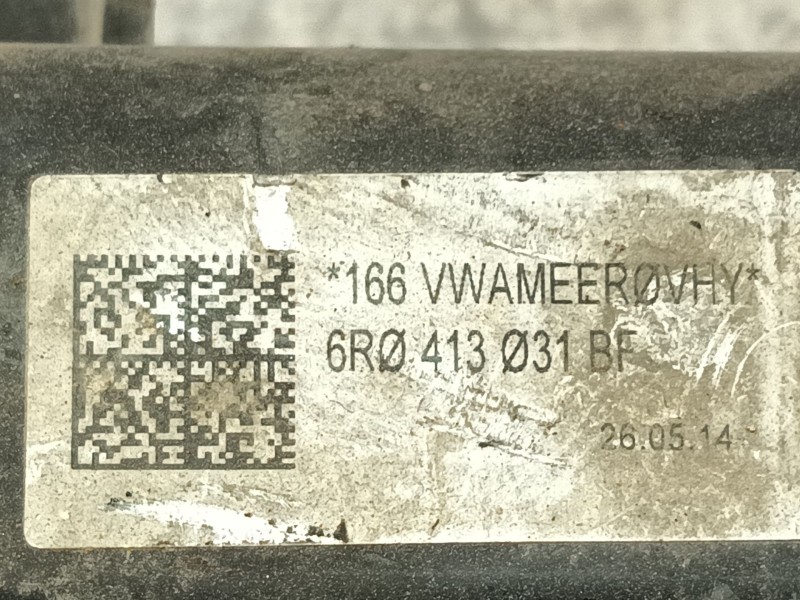 *166 VWAMEERØVHY*
6RØ 413 Ø31 BF
26.05.14